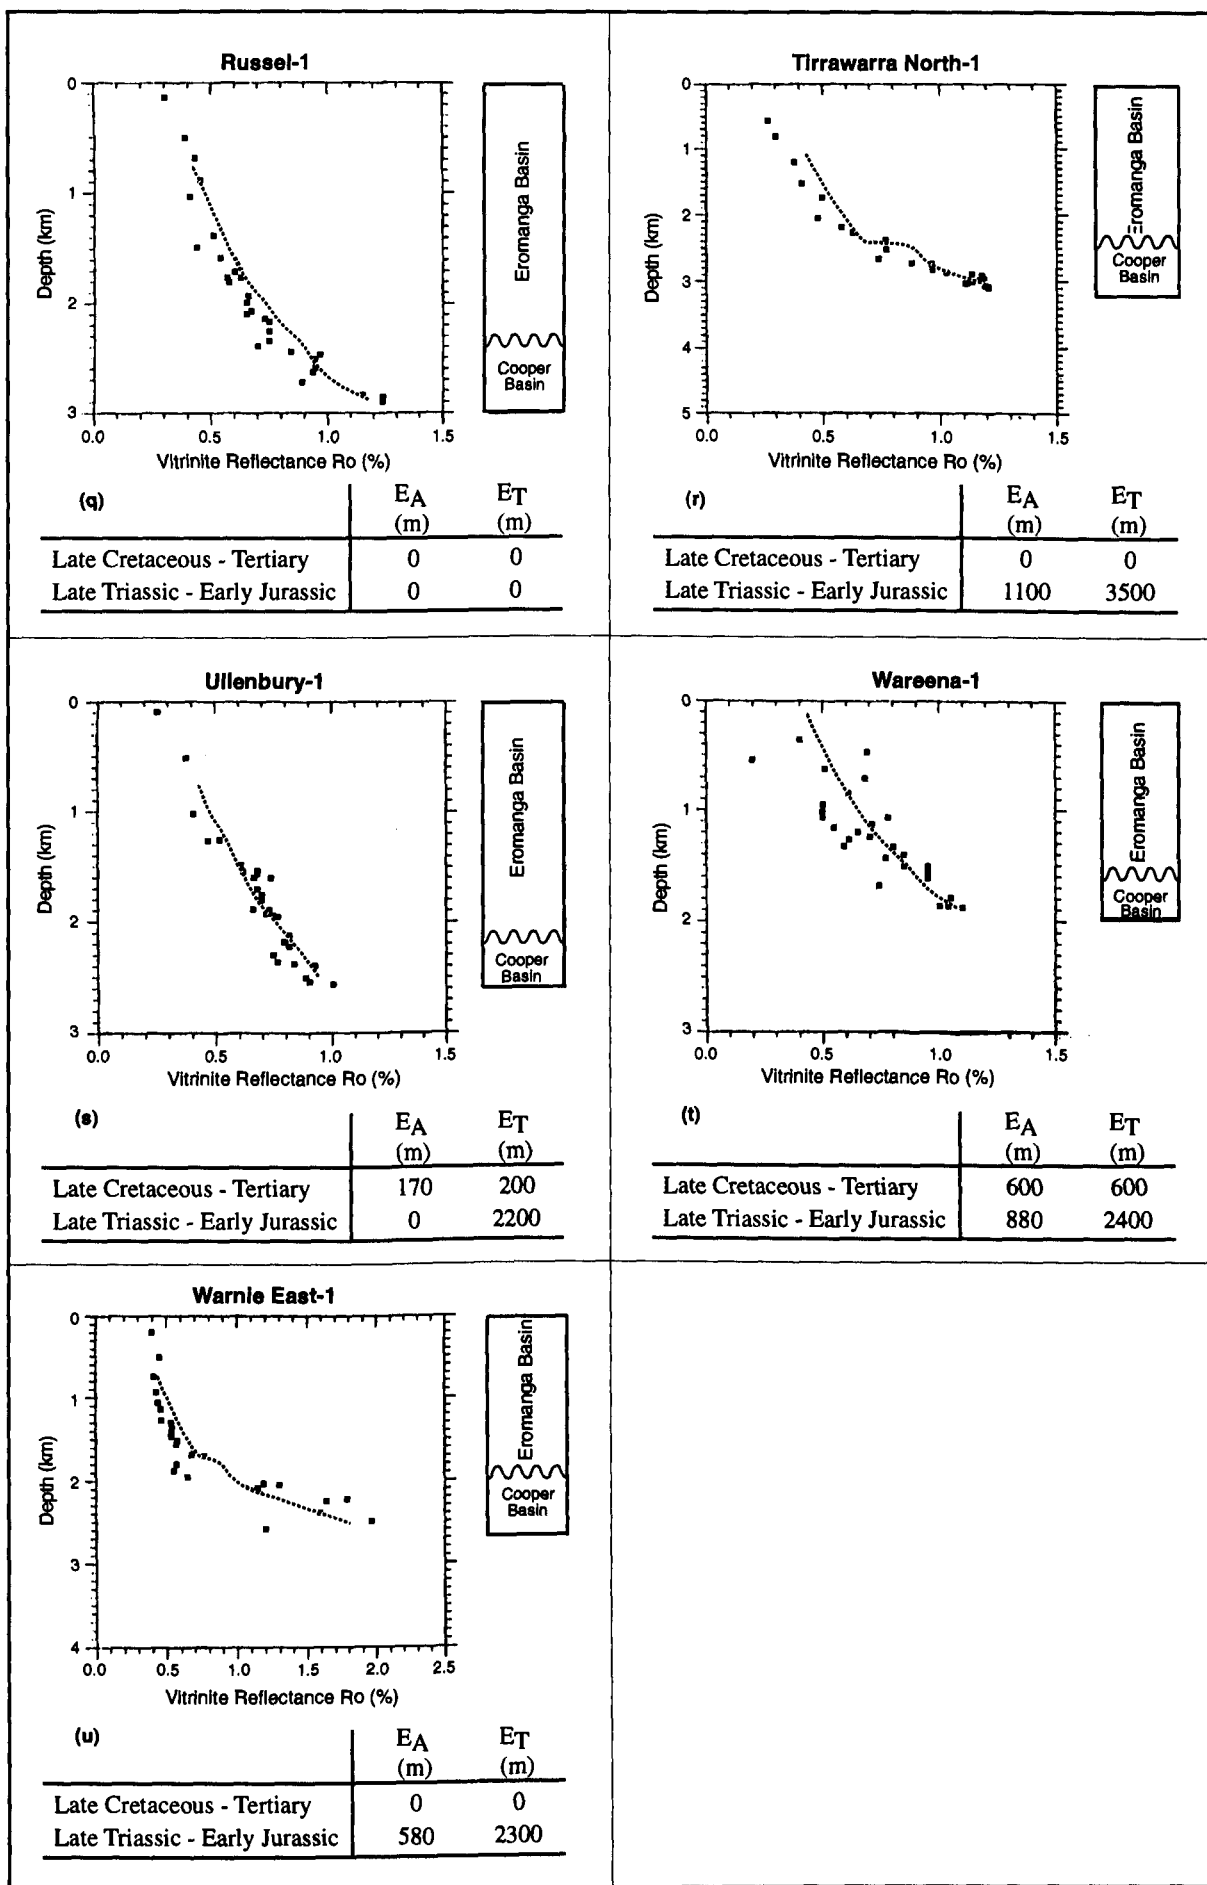 Russel-1
0
1
2
3
Depth (km)
0.0 0.5 1.0 1.5
Vitrinite Reflectance Ro (%)
Eromanga Basin
Cooper
Basin
(q) EA ET
(m) (m)
Late Cretaceous - Tertiary 0 0
Late Triassic - Early Jurassic 0 0
Tirrawarra North-1
0
1
2
3
4
5
Depth (km)
0.0 0.5 1.0 1.5
Vitrinite Reflectance Ro (%)
Eromanga Basin
Cooper
Basin
(r) EA ET
(m) (m)
Late Cretaceous - Tertiary 0 0
Late Triassic - Early Jurassic 1100 3500
Ullenbury-1
0
1
2
3
Depth (km)
0.0 0.5 1.0 1.5
Vitrinite Reflectance Ro (%)
Eromanga Basin
Cooper
Basin
(s) EA ET
(m) (m)
Late Cretaceous - Tertiary 170 200
Late Triassic - Early Jurassic 0 2200
Wareena-1
0
1
2
3
Depth (km)
0.0 0.5 1.0 1.5
Vitrinite Reflectance Ro (%)
Eromanga Basin
Cooper
Basin
(t) EA ET
(m) (m)
Late Cretaceous - Tertiary 600 600
Late Triassic - Early Jurassic 880 2400
Warnie East-1
0
1
2
3
4
Depth (km)
0.0 0.5 1.0 1.5 2.0 2.5
Vitrinite Reflectance Ro (%)
Eromanga Basin
Cooper
Basin
(u) EA ET
(m) (m)
Late Cretaceous - Tertiary 0 0
Late Triassic - Early Jurassic 580 2300